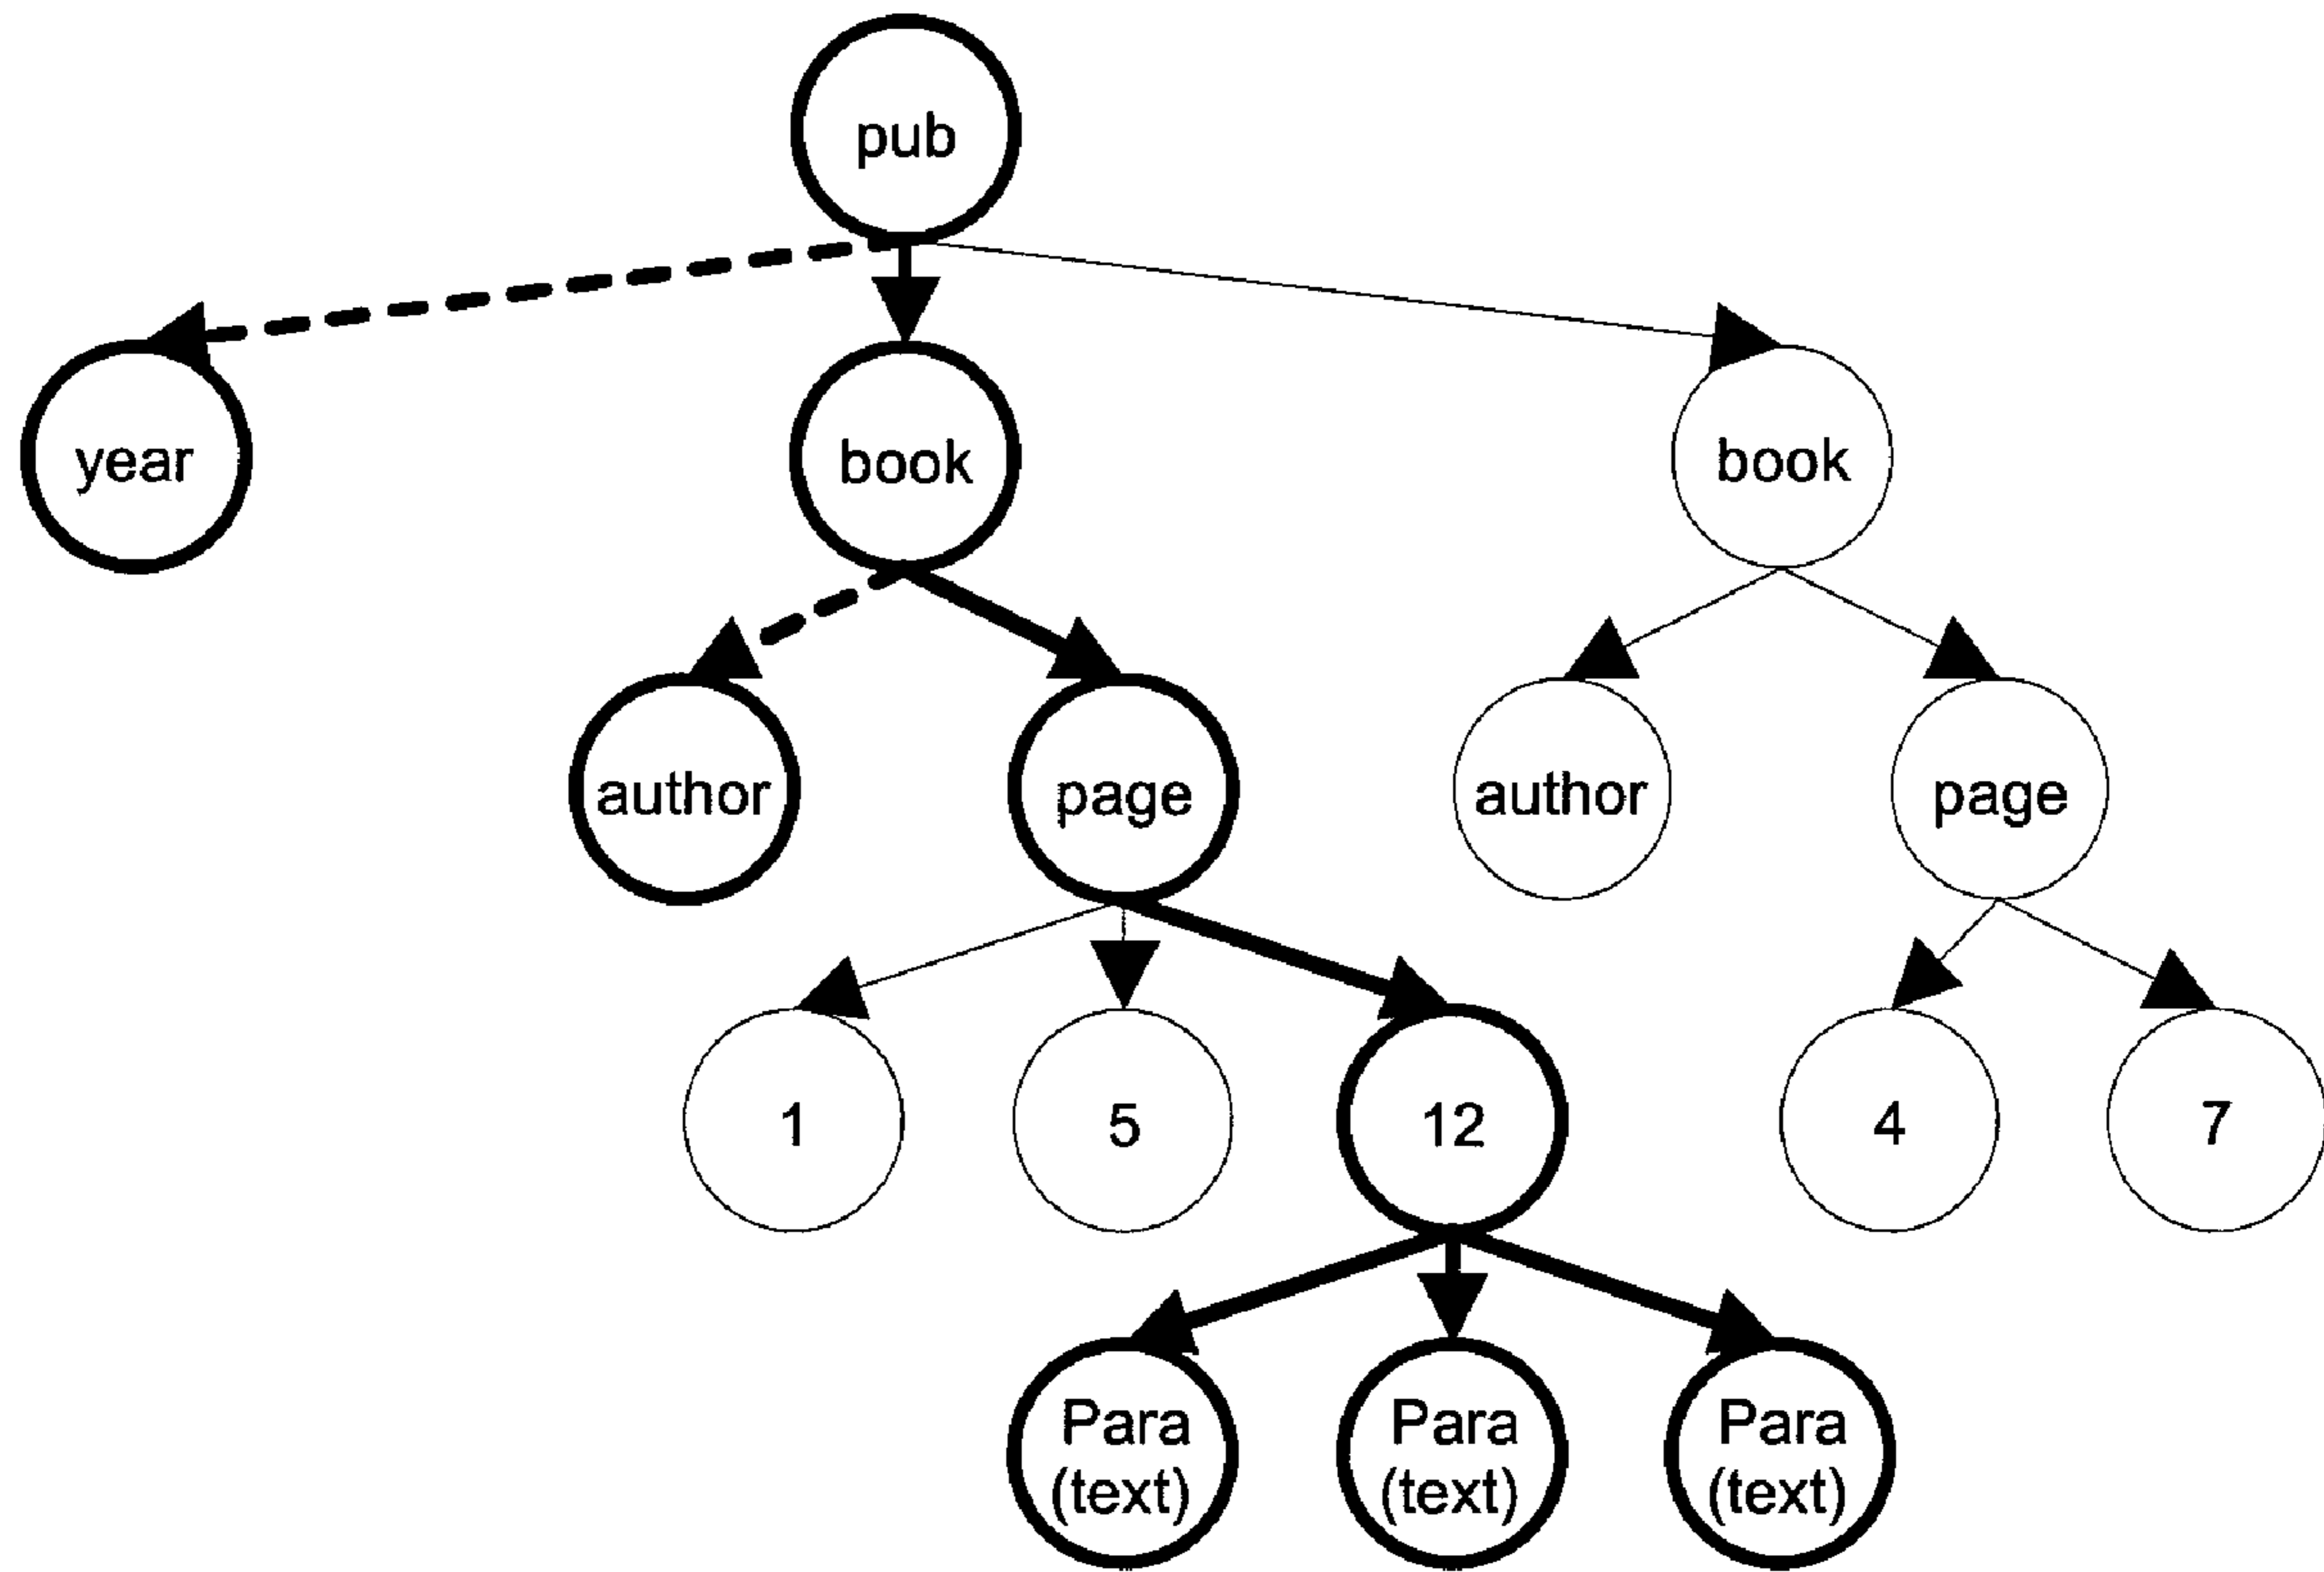 pub
year
book
book
author
page
author
page
1
5
12
4
7
Para
(text)
Para
(text)
Para
(text)